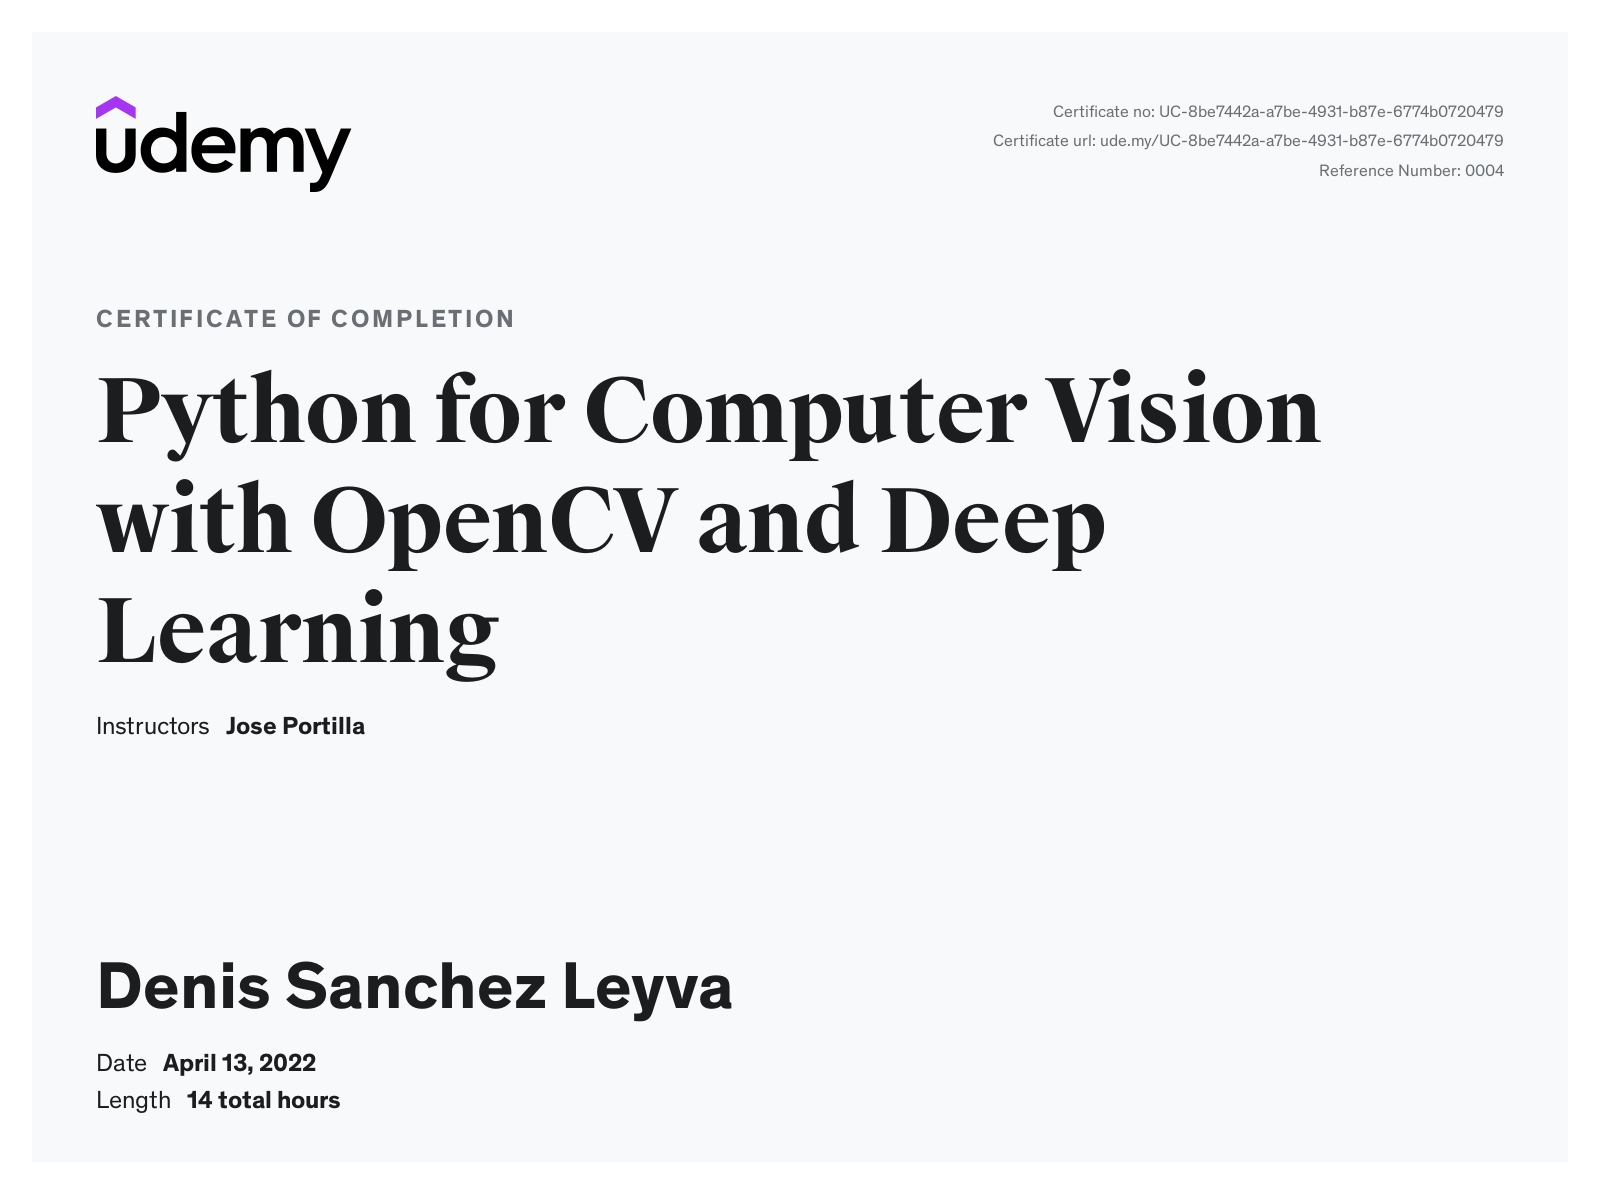 udemy
Certificate no: UC-8be7442a-a7be-4931-b87e-6774b0720479
Certificate url: ude.my/UC-8be7442a-a7be-4931-b87e-6774b0720479
Reference Number: 0004
CERTIFICATE OF COMPLETION
Python for Computer Vision
with OpenCV and Deep
Learning
Instructors Jose Portilla
Denis Sanchez Leyva
Date April 13, 2022
Length 14 total hours